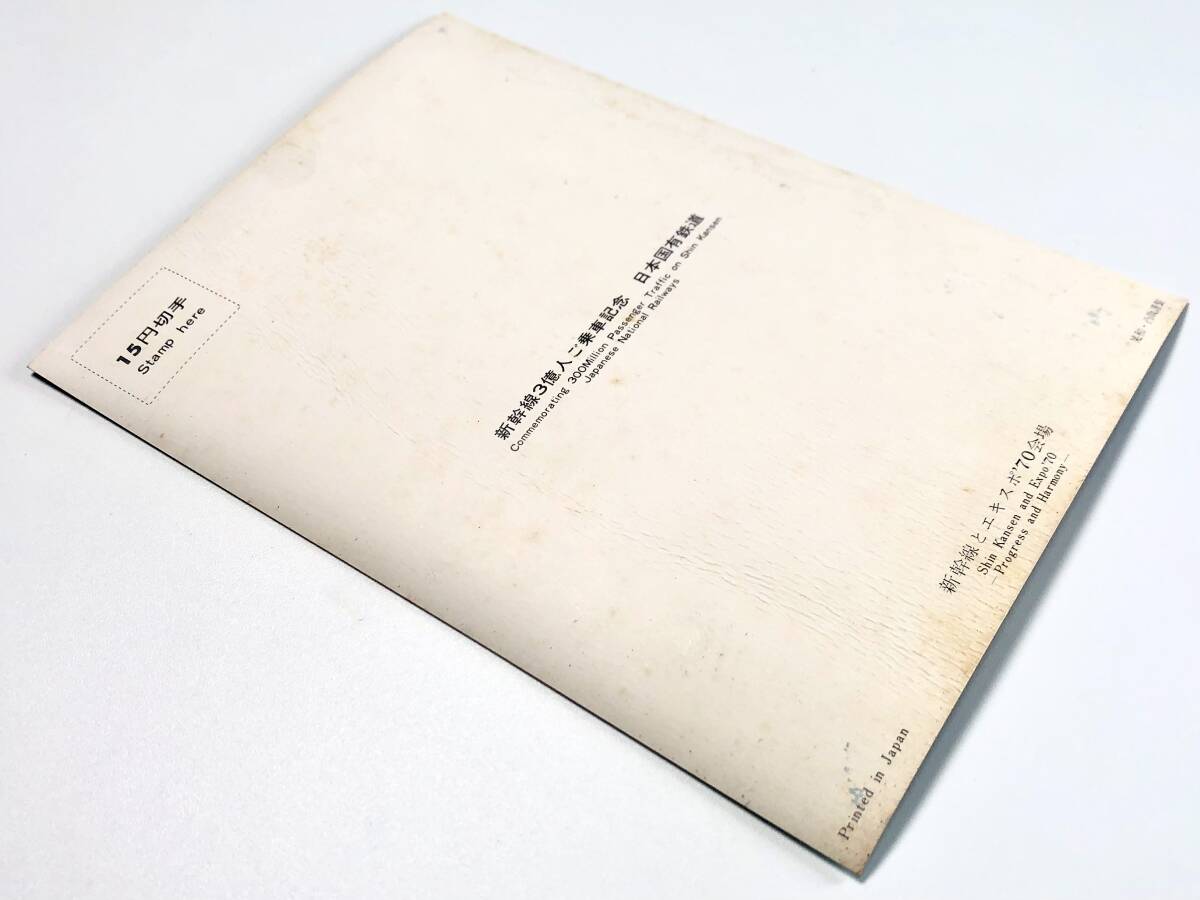 15円切手
Stamp here
新幹線3億人ご乗車記念 日本国有鉄道
Commemorating 300Million Passenger Traffic on Shin Kansen
Japanese National Railways
新幹線とエキスポ'70会場
Shin Kansen and Expo'70
—Progress and Harmony—
Printed in Japan